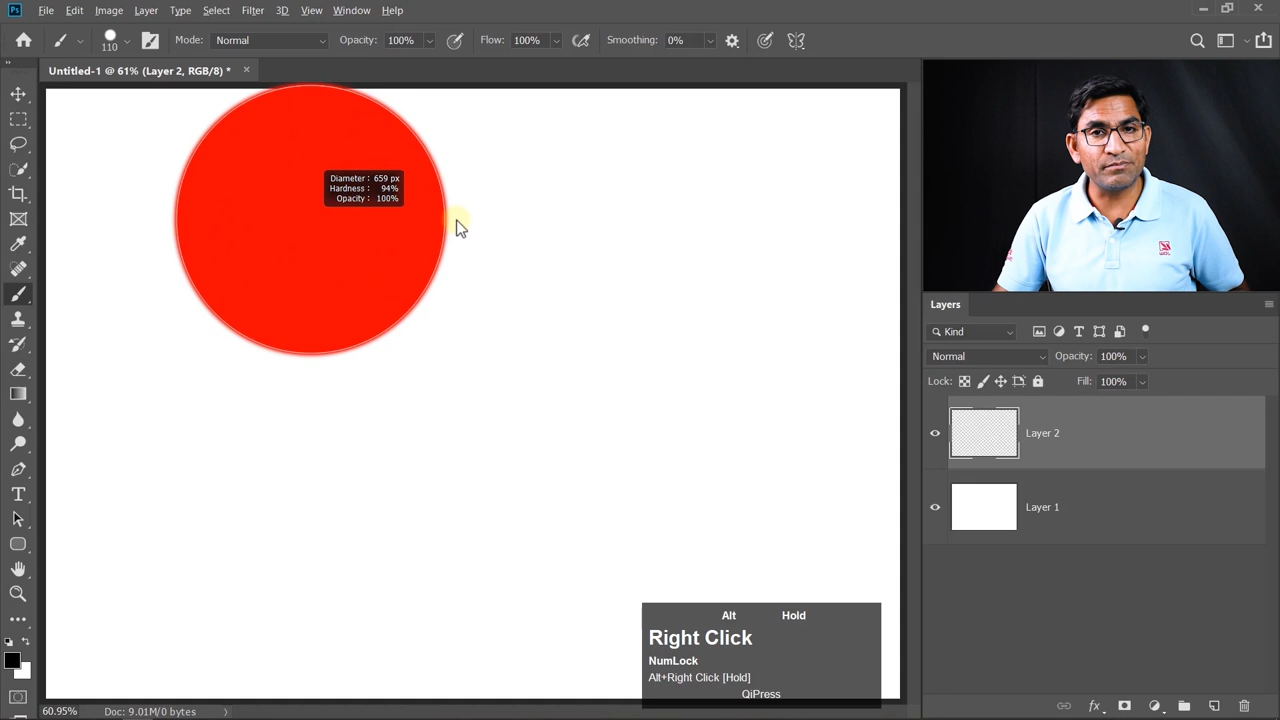 Ps File Edit Image Layer Type Select Filter 3D View Window Help
110 Mode: Normal Opacity: 100% Flow: 100% Smoothing: 0%
Untitled-1 @ 61% (Layer 2, RGB/8) *
Diameter : 659 px
Hardness : 94%
Opacity : 100%
Layers
Kind
Normal Opacity: 100%
Lock: Fill: 100%
Layer 2
Layer 1
Alt Hold
Right Click
NumLock
Alt+Right Click [Hold]
QiPress
60.95% Doc: 9.01M/0 bytes